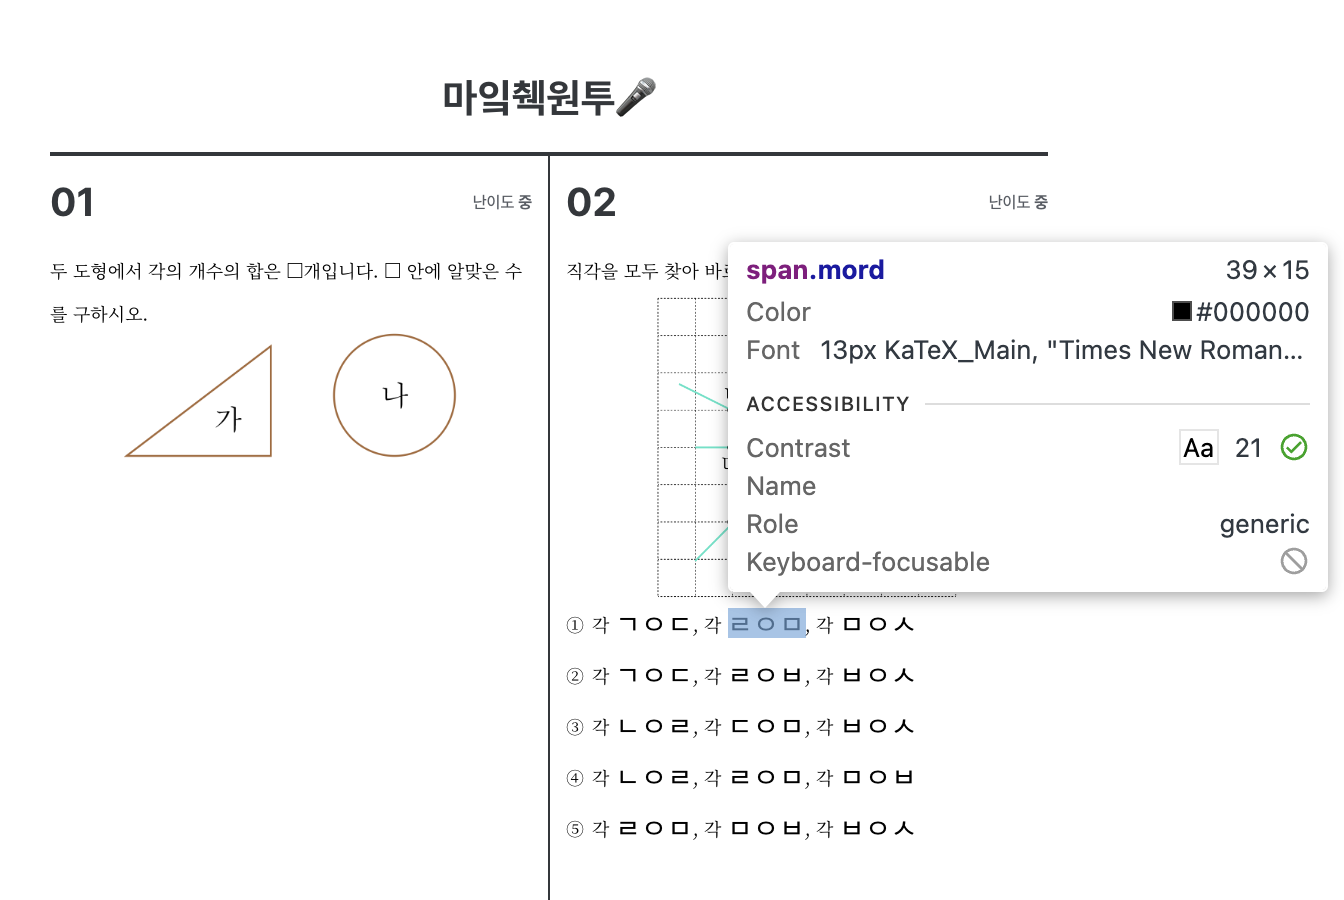 마잌췍원투🎤
01
난이도 중
두 도형에서 각의 개수의 합은 □개입니다. □ 안에 알맞은 수
를 구하시오.
가
나
02
난이도 중
직각을 모두 찾아
span.mord
39 × 15
Color
#000000
Font 13px KaTeX_Main, "Times New Roman...
ACCESSIBILITY
Contrast
Aa 21
Name
Role
generic
Keyboard-focusable
① 각 ㄱㅇㄷ, 각 ㄹㅇㅁ, 각 ㅁㅇㅅ
② 각 ㄱㅇㄷ, 각 ㄹㅇㅂ, 각 ㅂㅇㅅ
③ 각 ㄴㅇㄹ, 각 ㄷㅇㅁ, 각 ㅂㅇㅅ
④ 각 ㄴㅇㄹ, 각 ㄹㅇㅁ, 각 ㅁㅇㅂ
⑤ 각 ㄹㅇㅁ, 각 ㅁㅇㅂ, 각 ㅂㅇㅅ